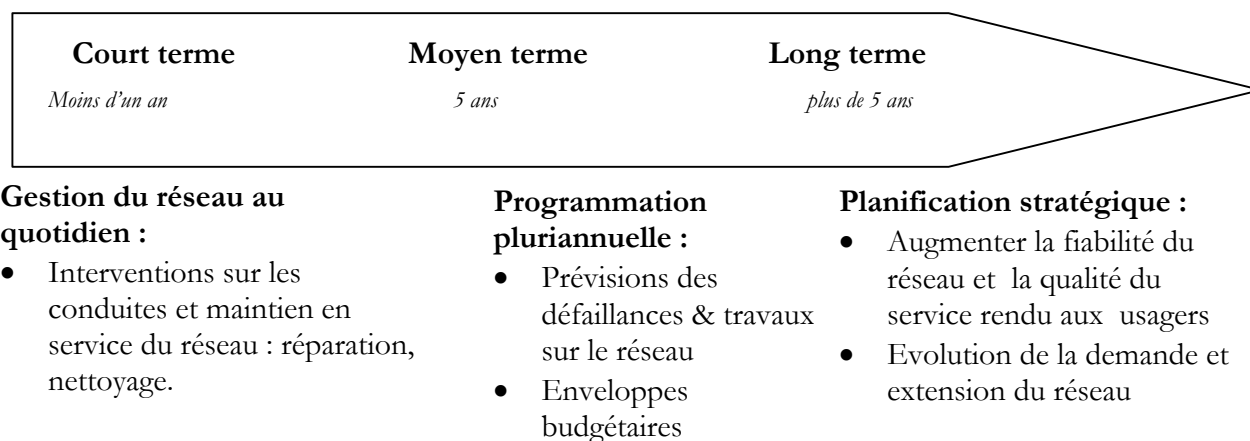 Court terme
Moyen terme
Long terme
Moins d'un an
5 ans
plus de 5 ans
Gestion du réseau au
quotidien :
• Interventions sur les
conduites et maintien en
service du réseau : réparation,
nettoyage.
Programmation
pluriannuelle :
• Prévisions des
défaillances & travaux
sur le réseau
• Enveloppes
budgétaires
Planification stratégique :
• Augmenter la fiabilité du
réseau et la qualité du
service rendu aux usagers
• Evolution de la demande et
extension du réseau